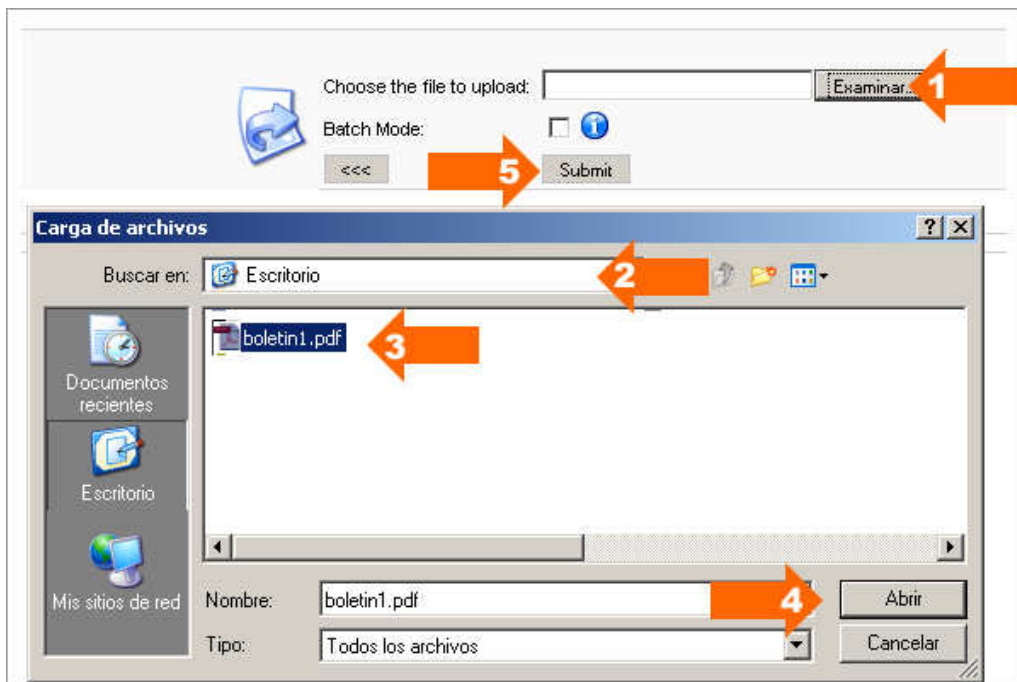 Choose the file to upload:
Examinar...
1
Batch Mode:
<<<
5
Submit
Carga de archivos
Buscar en:
Escritorio
2
boletin1.pdf
3
Documentos
recientes
Escritorio
Mis sitios de red
Nombre:
boletin1.pdf
4
Abrir
Tipo:
Todos los archivos
Cancelar